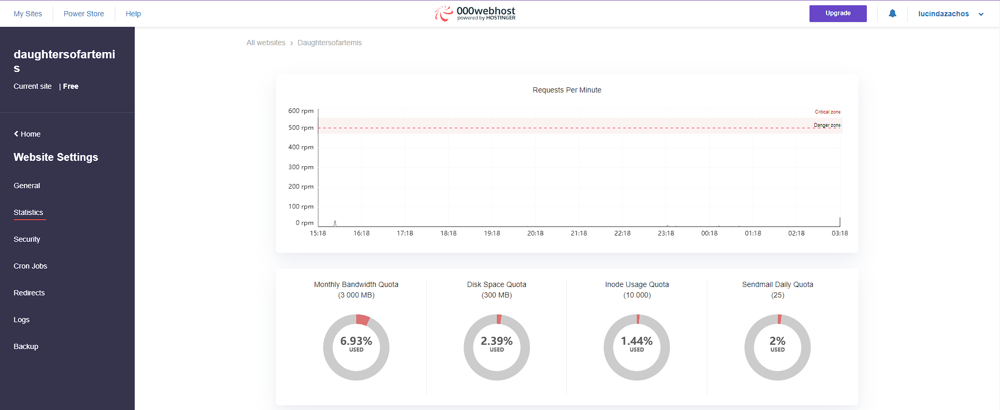 My Sites
Power Store
Help
000webhost
powered by HOSTINGER
Upgrade
lucindazachos
daughtersofartemi
s
Current site | Free
Home
Website Settings
General
Statistics
Security
Cron Jobs
Redirects
Logs
Backup
All websites › Daughtersofartemis
Requests Per Minute
600 rpm
500 rpm
400 rpm
300 rpm
200 rpm
100 rpm
0 rpm
Critical zone
Danger zone
15:18 16:18 17:18 18:18 19:18 20:18 21:18 22:18 23:18 00:18 01:18 02:18 03:18
Monthly Bandwidth Quota
(3 000 MB)
6.93%
USED
Disk Space Quota
(300 MB)
2.39%
USED
Inode Usage Quota
(10 000)
1.44%
USED
Sendmail Daily Quota
(25)
2%
USED